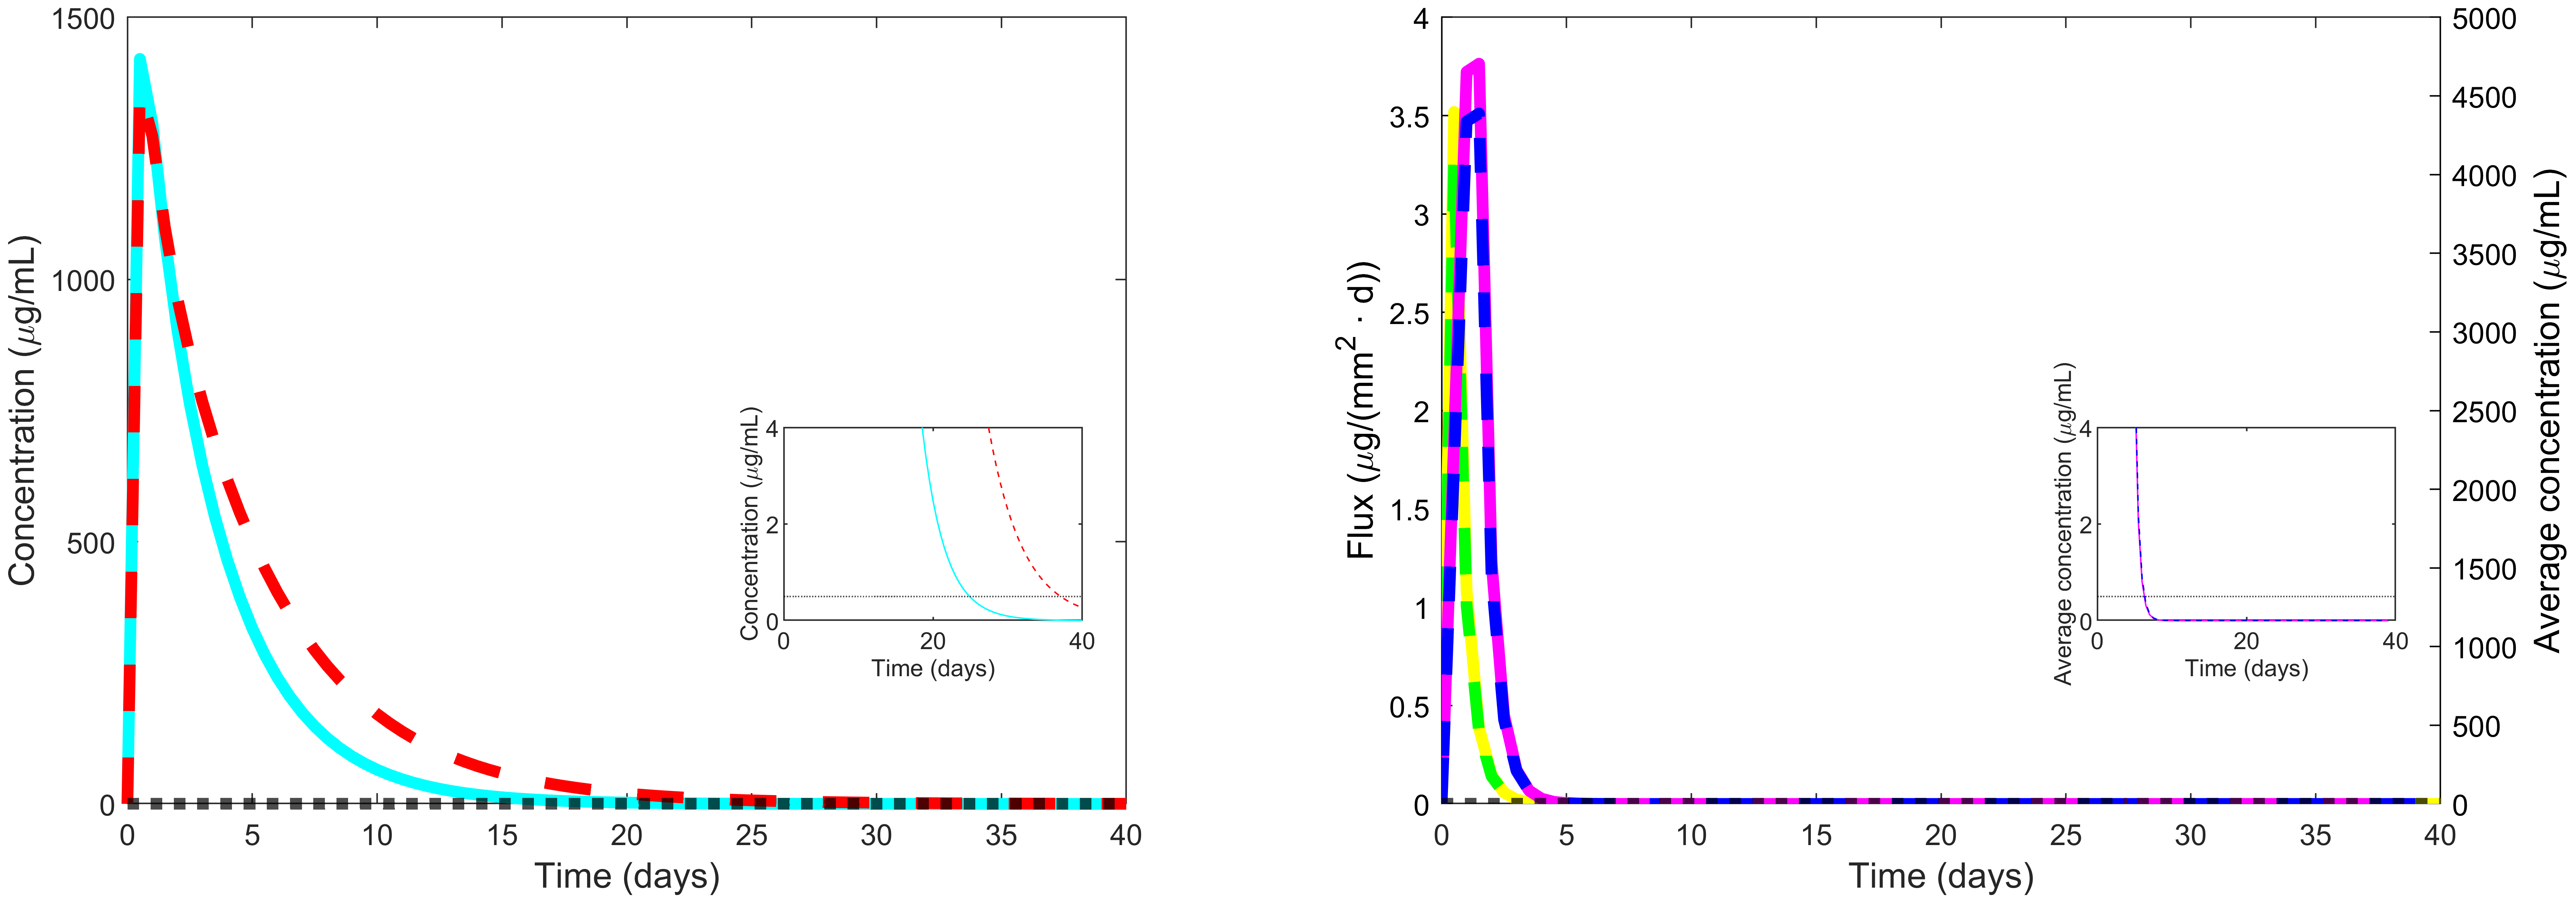 1500
1000
500
0
Concentration (μg/mL)
0 5 10 15 20 25 30 35 40
Time (days)
4
2
0
Concentration (μg/mL)
0 20 40
Time (days)
4
3.5
3
2.5
2
1.5
1
0.5
0
Flux (μg/(mm² · d))
0 5 10 15 20 25 30 35 40
Time (days)
4
2
0
Average concentration (μg/mL)
0 20 40
Time (days)
5000
4500
4000
3500
3000
2500
2000
1500
1000
500
0
Average concentration (μg/mL)